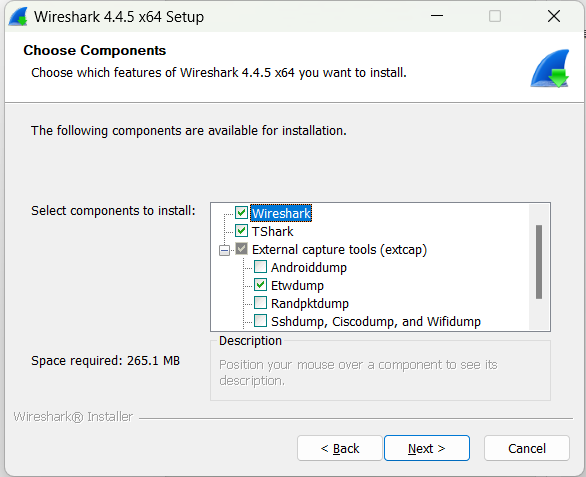 Wireshark 4.4.5 x64 Setup
Choose Components
Choose which features of Wireshark 4.4.5 x64 you want to install.
The following components are available for installation.
Select components to install:
Wireshark
TShark
External capture tools (extcap)
Androiddump
Etwdump
Randpktdump
Sshdump, Ciscodump, and Wifidump
Space required: 265.1 MB
Description
Position your mouse over a component to see its
description.
Wireshark® Installer
< Back
Next >
Cancel